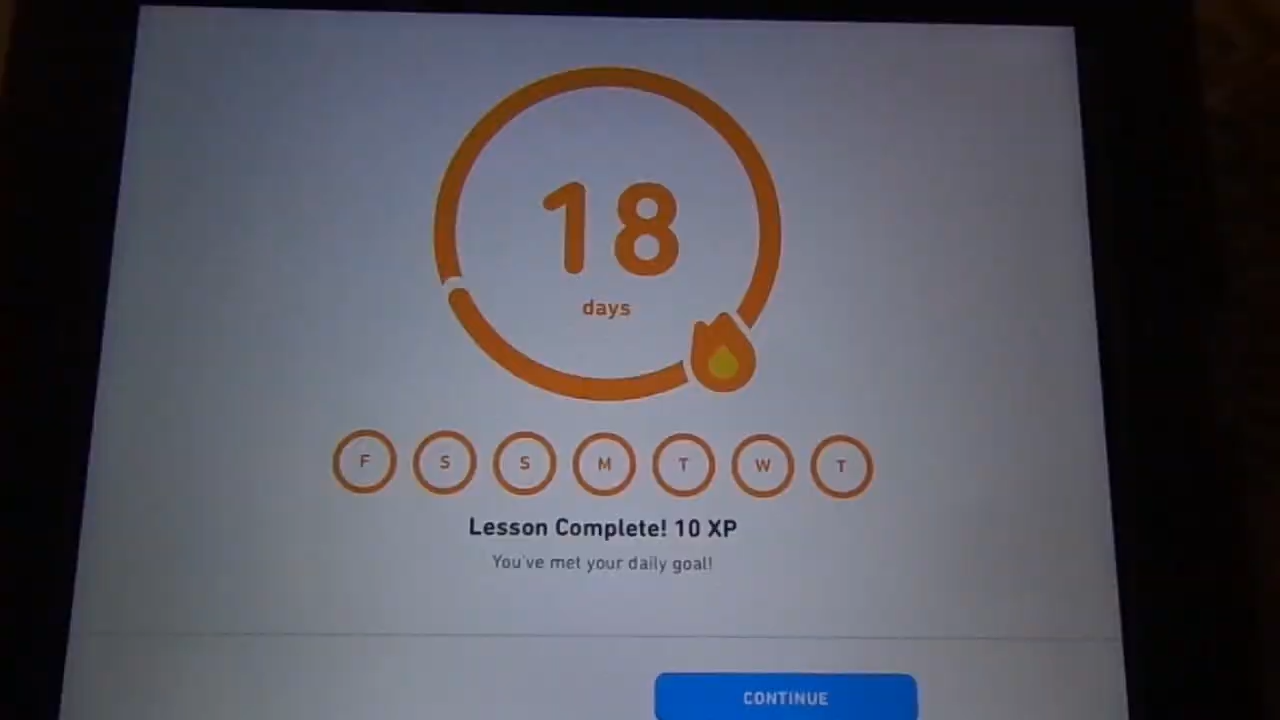 18
days
F S S M T W T
Lesson Complete! 10 XP
You've met your daily goal!
CONTINUE